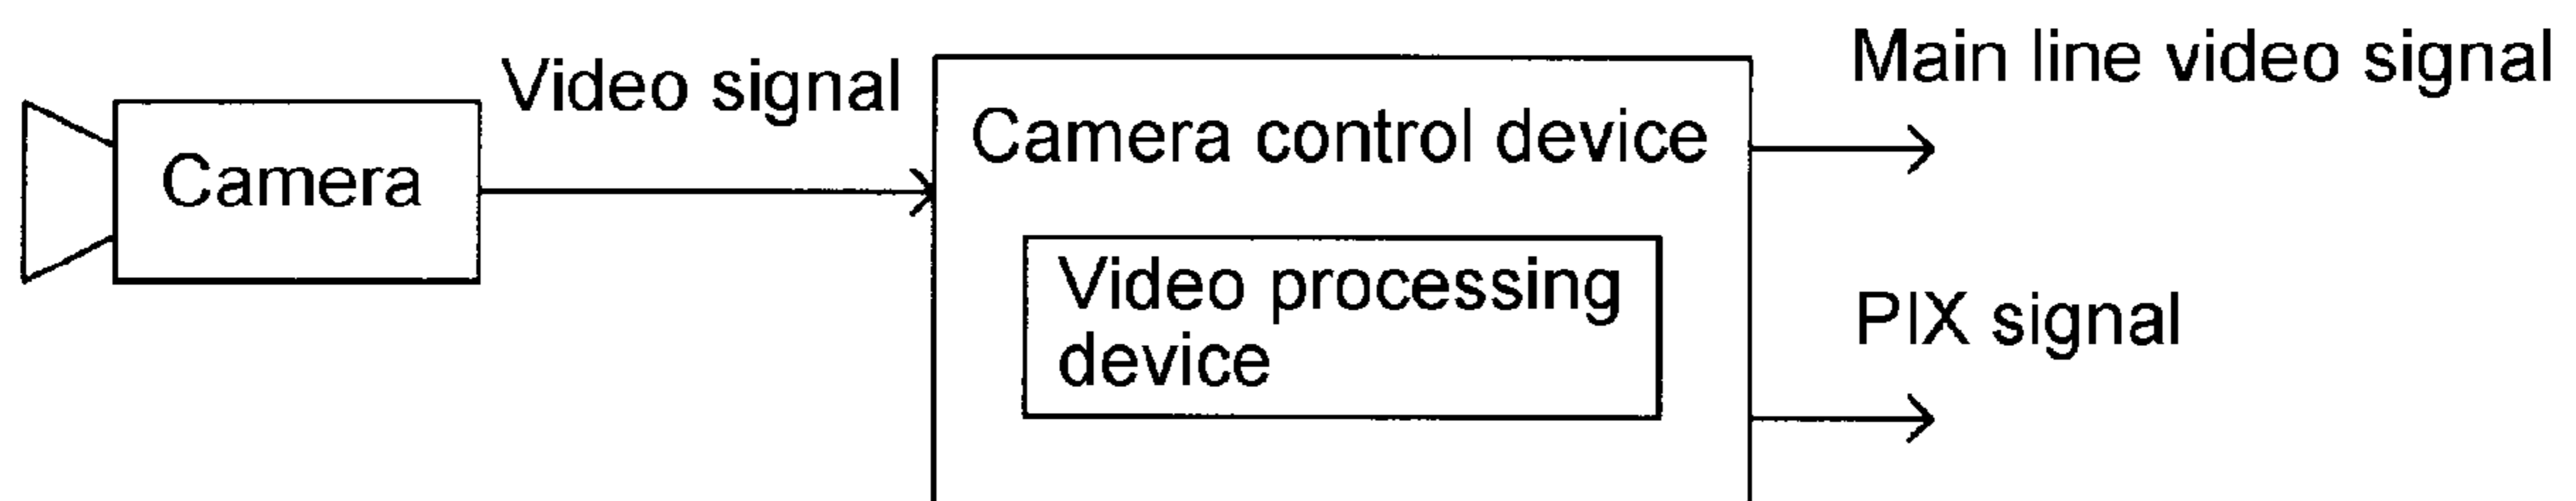 Camera
Video signal
Camera control device
Video processing
device
Main line video signal
PIX signal